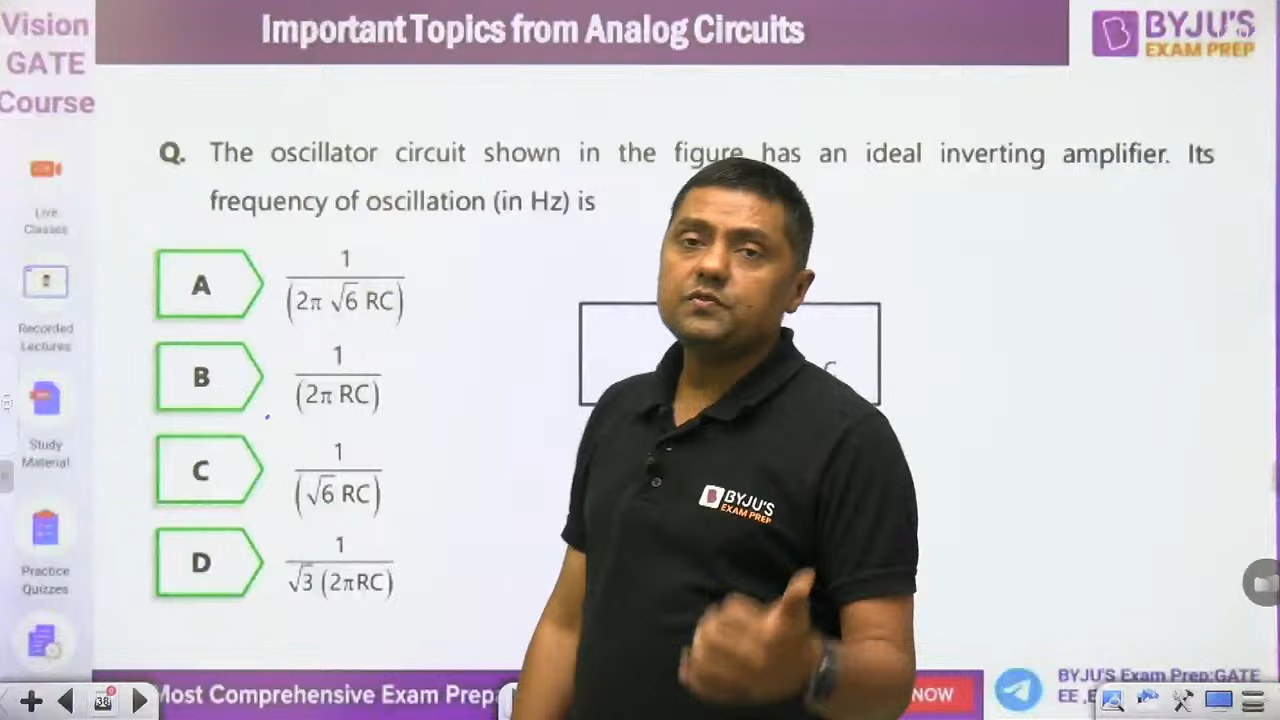 Vision
GATE
Course
Important Topics from Analog Circuits
BYJU'S
EXAM PREP
Live
Classes
Recorded
Lectures
Study
Material
Practice
Quizzes
Q. The oscillator circuit shown in the figure has an ideal inverting amplifier. Its
frequency of oscillation (in Hz) is
A 1/(2π √6 RC)
B 1/(2π RC)
C 1/(√6 RC)
D 1/(√3 (2πRC))
BYJU'S
EXAM PREP
Most Comprehensive Exam Prep
NOW
BYJU'S Exam Prep:GATE
EE
38